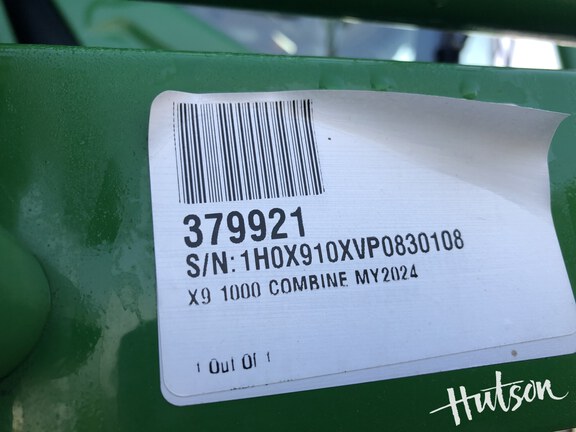 379921
S/N: 1H0X910XVP0830108
X9 1000 COMBINE MY2024
1 Out Of 1
Hutson